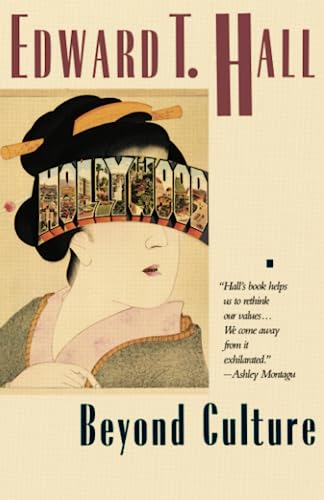 EDWARD T. HALL
HOLLYWOOD
“Hall's book helps
us to rethink
our values...
We come away
from it
exhilarated.”
—Ashley Montagu
Beyond Culture